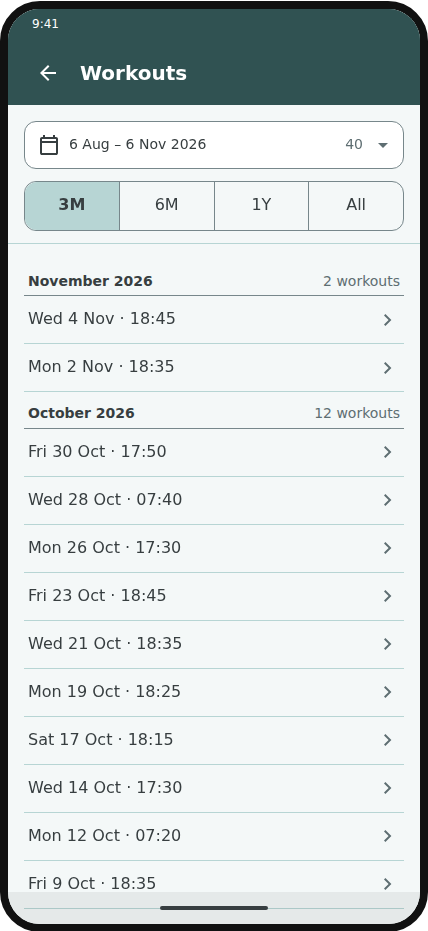 9:41
Workouts
6 Aug – 6 Nov 2026 40
3M 6M 1Y All
November 2026 2 workouts
Wed 4 Nov · 18:45
Mon 2 Nov · 18:35
October 2026 12 workouts
Fri 30 Oct · 17:50
Wed 28 Oct · 07:40
Mon 26 Oct · 17:30
Fri 23 Oct · 18:45
Wed 21 Oct · 18:35
Mon 19 Oct · 18:25
Sat 17 Oct · 18:15
Wed 14 Oct · 17:30
Mon 12 Oct · 07:20
Fri 9 Oct · 18:35